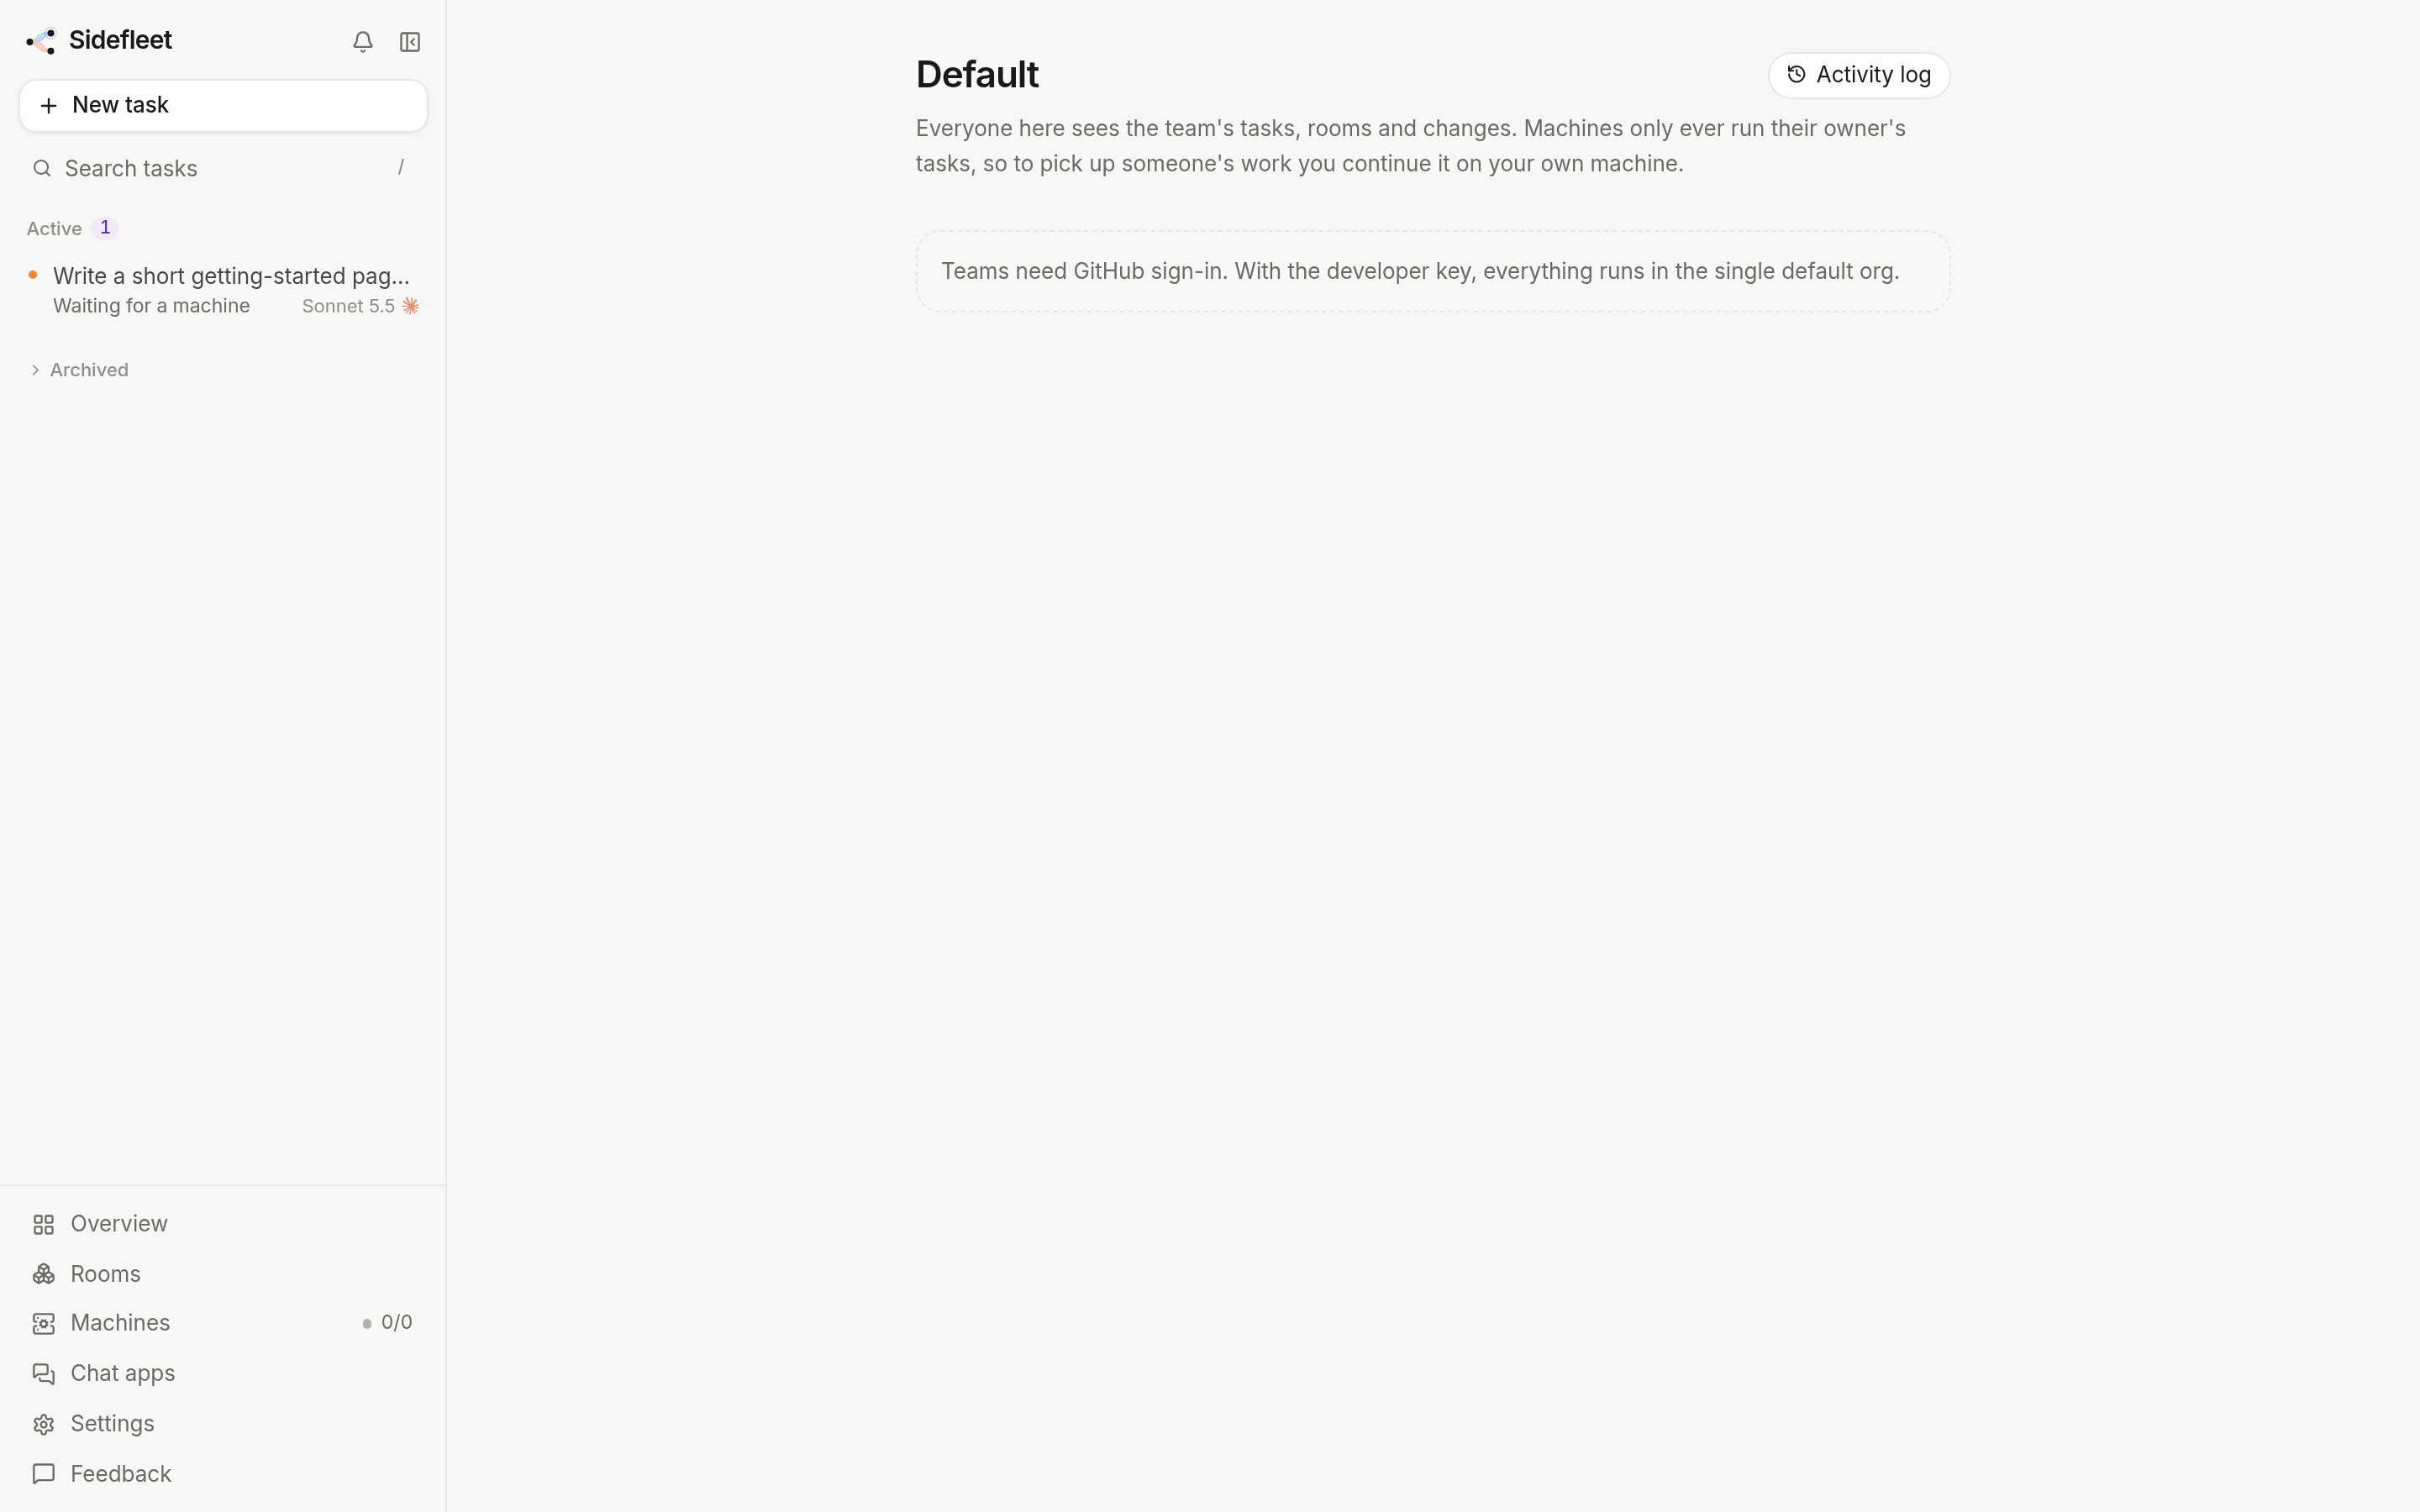 Sidefleet
New task
Search tasks /
Active 1
Write a short getting-started pag...
Waiting for a machine Sonnet 5.5
Archived
Overview
Rooms
Machines 0/0
Chat apps
Settings
Feedback
Default
Activity log
Everyone here sees the team's tasks, rooms and changes. Machines only ever run their owner's
tasks, so to pick up someone's work you continue it on your own machine.
Teams need GitHub sign-in. With the developer key, everything runs in the single default org.